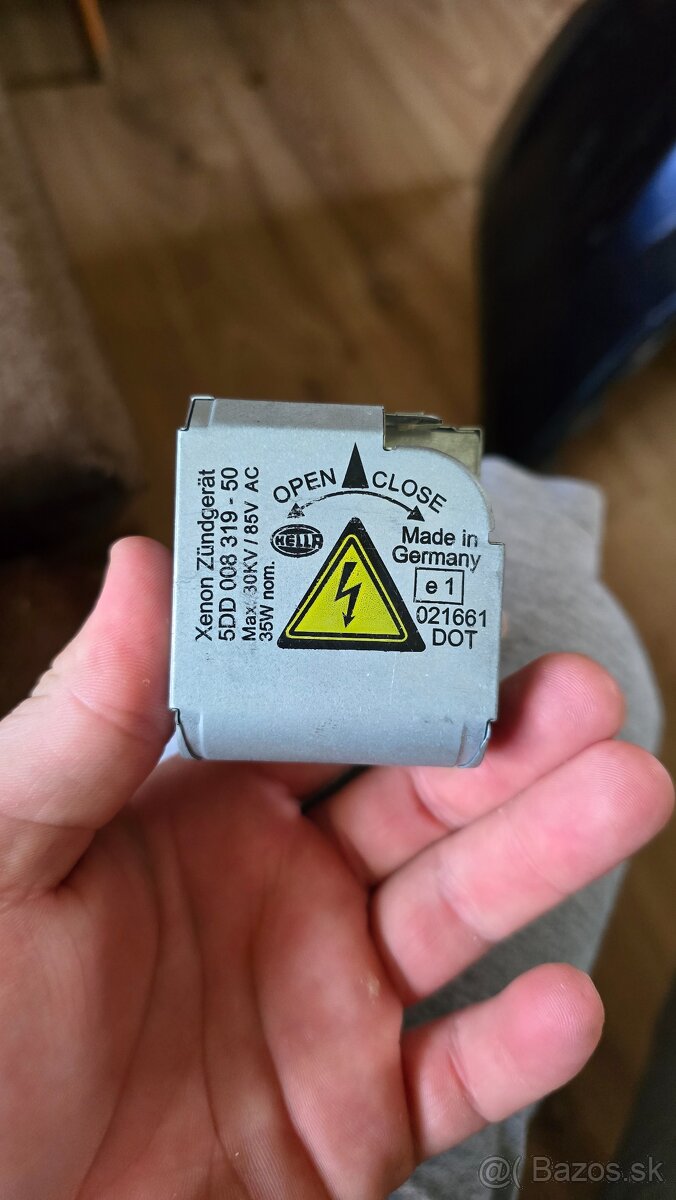 Xenon Zündgerät
5DD 008 319 - 50
Max. 30KV / 85V AC
35W nom.
OPEN CLOSE
HELLA
Made in
Germany
e 1
021661
DOT
@( Bazos.sk